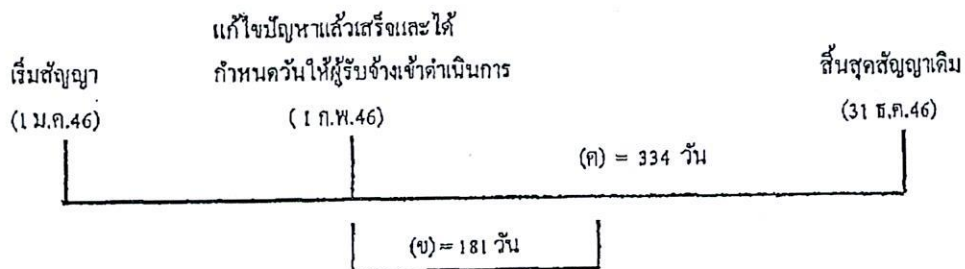 แก้ไขปัญหาแล้วเสร็จและได้
เริ่มสัญญา กำหนดวันให้ผู้รับจ้างเข้าดำเนินการ สิ้นสุดสัญญาเดิม
(1 ม.ค.46) ( 1 ก.พ.46) (31 ธ.ค.46)
(ค) = 334 วัน
(ข) = 181 วัน